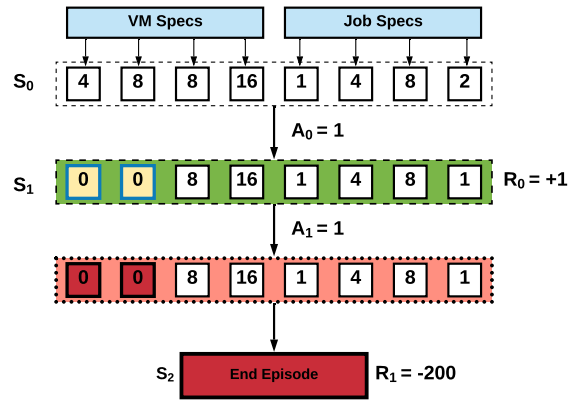 VM Specs Job Specs
S0 4 8 8 16 1 4 8 2
A0 = 1
S1 0 0 8 16 1 4 8 1 R0 = +1
A1 = 1
0 0 8 16 1 4 8 1
S2 End Episode R1 = -200